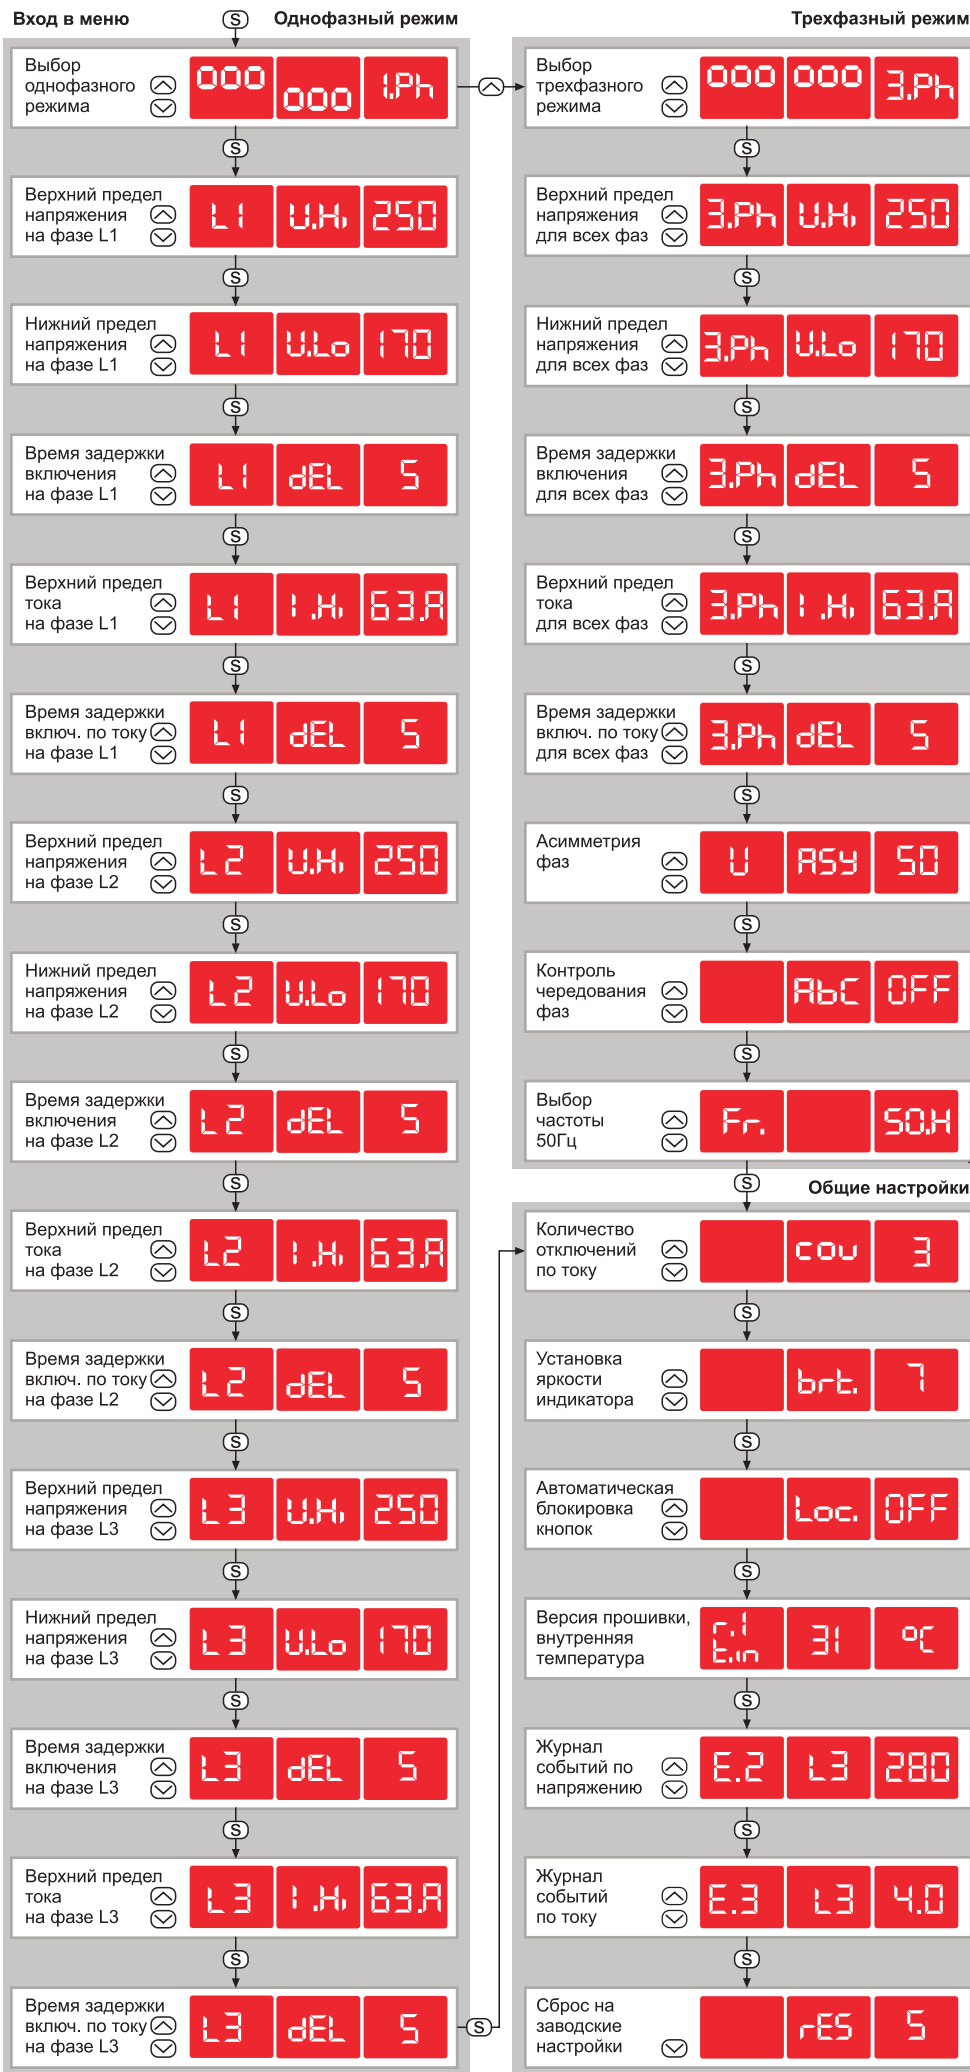 Вход в меню
S
Однофазный режим
Выбор
однофазного
режима
000 000 1.Ph
S
Верхний предел
напряжения
на фазе L1
L1 U.Hi 250
S
Нижний предел
напряжения
на фазе L1
L1 U.Lo 170
S
Время задержки
включения
на фазе L1
L1 dEL 5
S
Верхний предел
тока
на фазе L1
L1 I.Hi 63.A
S
Время задержки
включ. по току
на фазе L1
L1 dEL 5
S
Верхний предел
напряжения
на фазе L2
L2 U.Hi 250
S
Нижний предел
напряжения
на фазе L2
L2 U.Lo 170
S
Время задержки
включения
на фазе L2
L2 dEL 5
S
Верхний предел
тока
на фазе L2
L2 I.Hi 63.A
S
Время задержки
включ. по току
на фазе L2
L2 dEL 5
S
Верхний предел
напряжения
на фазе L3
L3 U.Hi 250
S
Нижний предел
напряжения
на фазе L3
L3 U.Lo 170
S
Время задержки
включения
на фазе L3
L3 dEL 5
S
Верхний предел
тока
на фазе L3
L3 I.Hi 63.A
S
Время задержки
включ. по току
на фазе L3
L3 dEL 5
S
Трехфазный режим
Выбор
трехфазного
режима
000 000 3.Ph
S
Верхний предел
напряжения
для всех фаз
3.Ph U.Hi 250
S
Нижний предел
напряжения
для всех фаз
3.Ph U.Lo 170
S
Время задержки
включения
для всех фаз
3.Ph dEL 5
S
Верхний предел
тока
для всех фаз
3.Ph I.Hi 63.A
S
Время задержки
включ. по току
для всех фаз
3.Ph dEL 5
S
Асимметрия
фаз
U ASY 50
S
Контроль
чередования
фаз
AbC OFF
S
Выбор
частоты
50Гц
Fr. 50.H
S
Общие настройки
Количество
отключений
по току
cou 3
S
Установка
яркости
индикатора
brt. 7
S
Автоматическая
блокировка
кнопок
Loc. OFF
S
Версия прошивки,
внутренняя
температура
r.1
t.in 31 °C
S
Журнал
событий по
напряжению
E.2 L3 280
S
Журнал
событий
по току
E.3 L3 4.0
S
Сброс на
заводские
настройки
rES 5